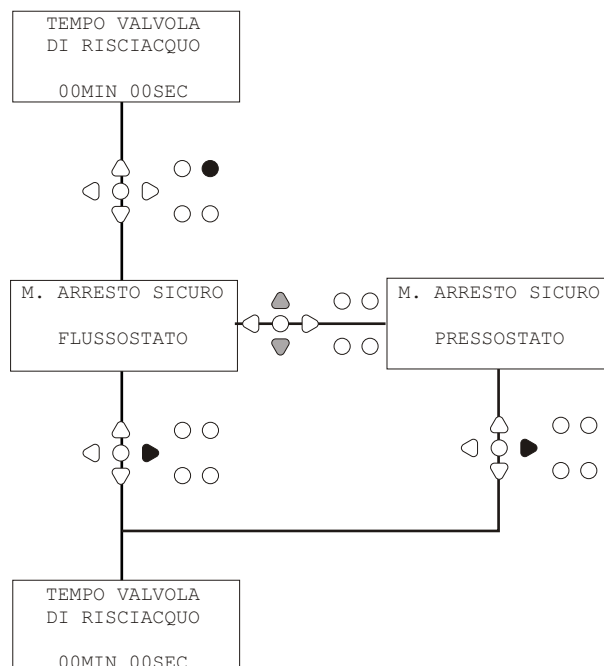 TEMPO VALVOLA
DI RISCIACQUO
00MIN 00SEC
M. ARRESTO SICURO
FLUSSOSTATO
M. ARRESTO SICURO
PRESSOSTATO
TEMPO VALVOLA
DI RISCIACQUO
00MIN 00SEC